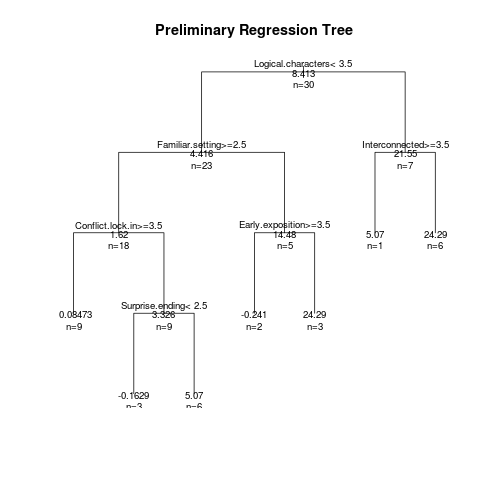 Preliminary Regression Tree
Logical.characters< 3.5
8.413
n=30
Familiar.setting>=2.5
4.416
n=23
Interconnected>=3.5
21.55
n=7
Conflict.lock.in>=3.5
1.62
n=18
Early.exposition>=3.5
14.48
n=5
5.07
n=1
24.29
n=6
0.08473
n=9
Surprise.ending< 2.5
3.326
n=9
-0.241
n=2
24.29
n=3
-0.1629
n=3
5.07
n=6